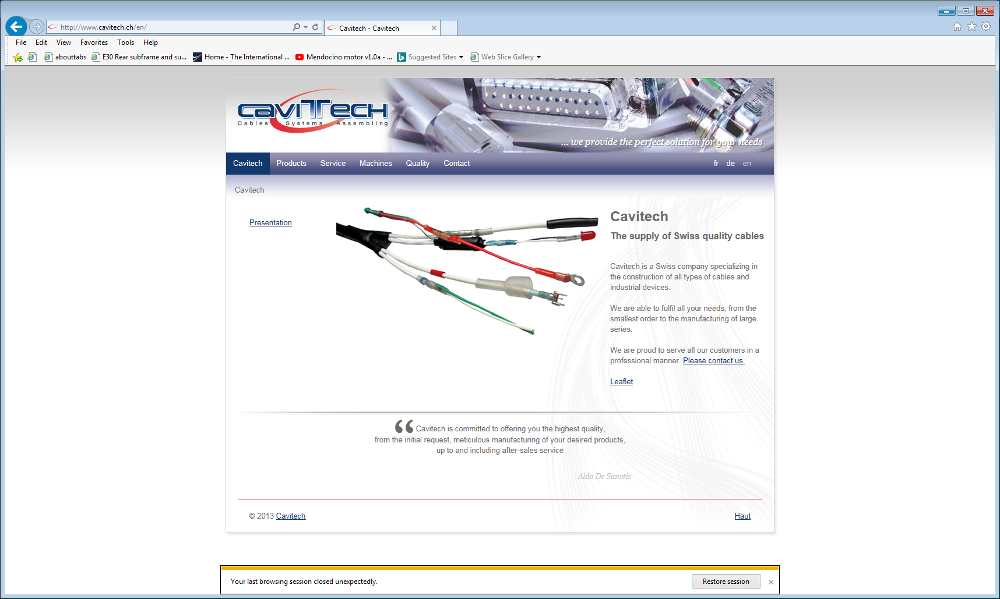 http://www.cavitech.ch/en/
Cavitech - Cavitech
File Edit View Favorites Tools Help
abouttabs E30 Rear subframe and su... Home - The International ... Mendocino motor v1.0a - ... Suggested Sites Web Slice Gallery
caviTech
Cables Systems Assembling
... we provide the perfect solution for your needs
Cavitech Products Service Machines Quality Contact fr de en
Cavitech
Presentation
Cavitech
The supply of Swiss quality cables
Cavitech is a Swiss company specializing in
the construction of all types of cables and
industrial devices.
We are able to fulfil all your needs, from the
smallest order to the manufacturing of large
series.
We are proud to serve all our customers in a
professional manner. Please contact us.
Leaflet
“ Cavitech is committed to offering you the highest quality,
from the initial request, meticulous manufacturing of your desired products,
up to and including after-sales service
- Aldo De Sanctis
© 2013 Cavitech Haut
Your last browsing session closed unexpectedly. Restore session